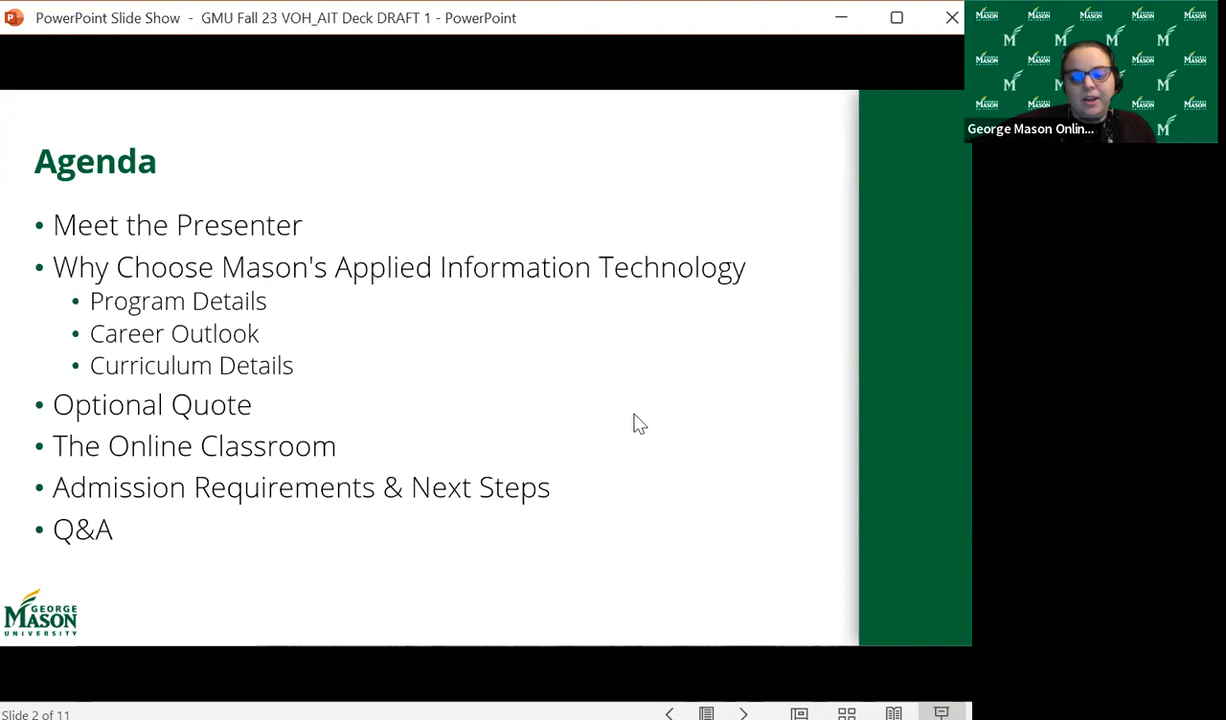 PowerPoint Slide Show - GMU Fall 23 VOH_AIT Deck DRAFT 1 - PowerPoint
George Mason Onlin...
Agenda
• Meet the Presenter
• Why Choose Mason's Applied Information Technology
• Program Details
• Career Outlook
• Curriculum Details
• Optional Quote
• The Online Classroom
• Admission Requirements & Next Steps
• Q&A
GEORGE
MASON
UNIVERSITY
Slide 2 of 11